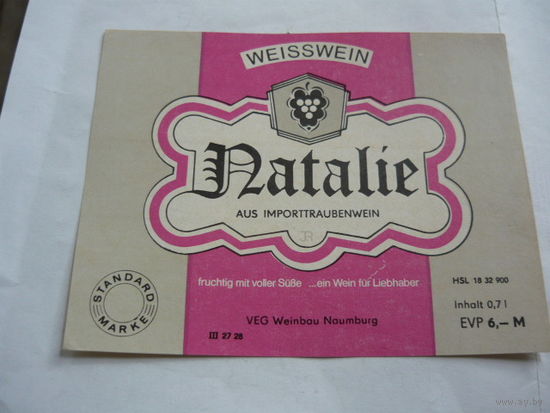 WEISSWEIN
Natalie
AUS IMPORTTRAUBENWEIN
JR
fruchtig mit voller Süße ...ein Wein für Liebhaber
HSL 18 32 900
STANDARD MARKE
Inhalt 0,7 l
VEG Weinbau Naumburg
EVP 6,– M
III 27 28
www.ay.by